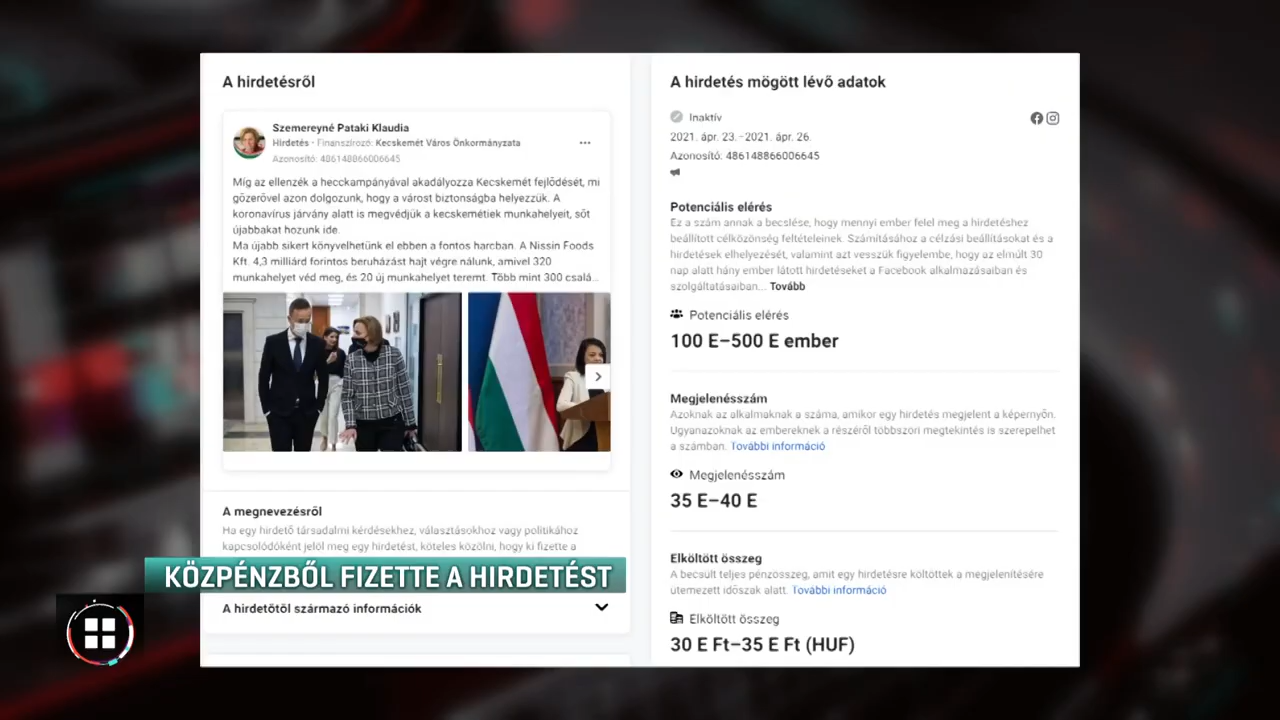 A hirdetésről
Szemereyné Pataki Klaudia
Hirdetés · Finanszírozó: Kecskemét Város Önkormányzata
Azonosító: 486148866006645
Míg az ellenzék a hecckampányával akadályozza Kecskemét fejlődését, mi
gőzerővel azon dolgozunk, hogy a várost biztonságba helyezzük. A
koronavírus járvány alatt is megvédjük a kecskemétiek munkahelyeit, sőt
újabbakat hozunk ide.
Ma újabb sikert könyvelhetünk el ebben a fontos harcban. A Nissin Foods
Kft. 4,3 milliárd forintos beruházást hajt végre nálunk, amivel 320
munkahelyet véd meg, és 20 új munkahelyet teremt. Több mint 300 csalá...
A megnevezésről
Ha egy hirdető társadalmi kérdésekhez, választásokhoz vagy politikához
kapcsolódóként jelöl meg egy hirdetést, köteles közölni, hogy ki fizette a
KÖZPÉNZBŐL FIZETTE A HIRDETÉST
A hirdetőtől származó információk
A hirdetés mögött lévő adatok
Inaktív
2021. ápr. 23.–2021. ápr. 26.
Azonosító: 486148866006645
Potenciális elérés
Ez a szám annak a becslése, hogy mennyi ember felel meg a hirdetéshez
beállított célközönség feltételeinek. Számításához a célzási beállításokat és a
hirdetések elhelyezését, valamint azt vesszük figyelembe, hogy az elmúlt 30
nap alatt hány ember látott hirdetéseket a Facebook alkalmazásaiban és
szolgáltatásaiban... Tovább
Potenciális elérés
100 E–500 E ember
Megjelenésszám
Azoknak az alkalmaknak a száma, amikor egy hirdetés megjelent a képernyőn.
Ugyanazoknak az embereknek a részéről többszöri megtekintés is szerepelhet
a számban. További információ
Megjelenésszám
35 E–40 E
Elköltött összeg
A becsült teljes pénzösszeg, amit egy hirdetésre költöttek a megjelenítésére
ütemezett időszak alatt. További információ
Elköltött összeg
30 E Ft–35 E Ft (HUF)